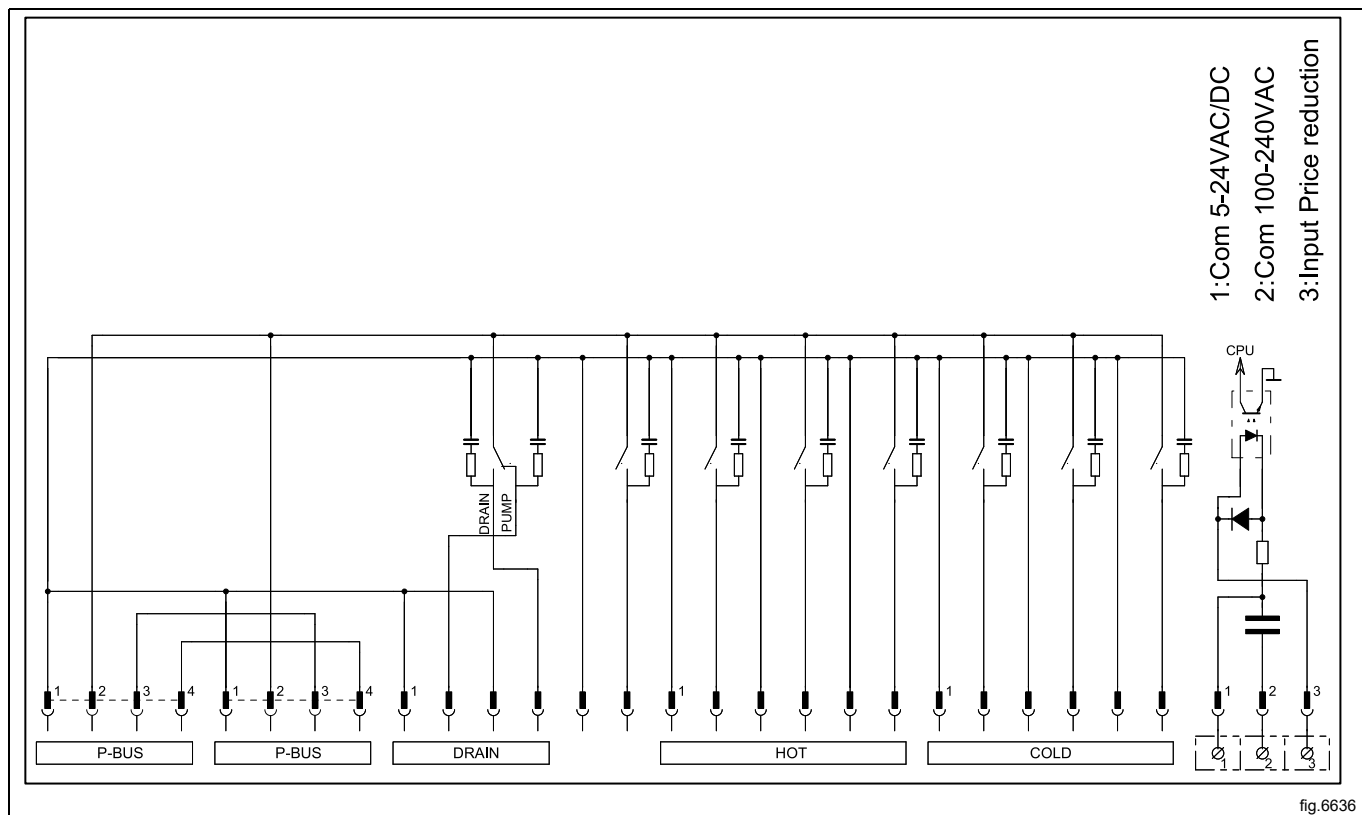 1:Com 5-24VAC/DC
2:Com 100-240VAC
3:Input Price reduction
CPU
DRAIN
PUMP
1 2 3 4 1 2 3 4 1 1 1 1 2 3
P-BUS P-BUS DRAIN HOT COLD 1 2 3
fig.6636